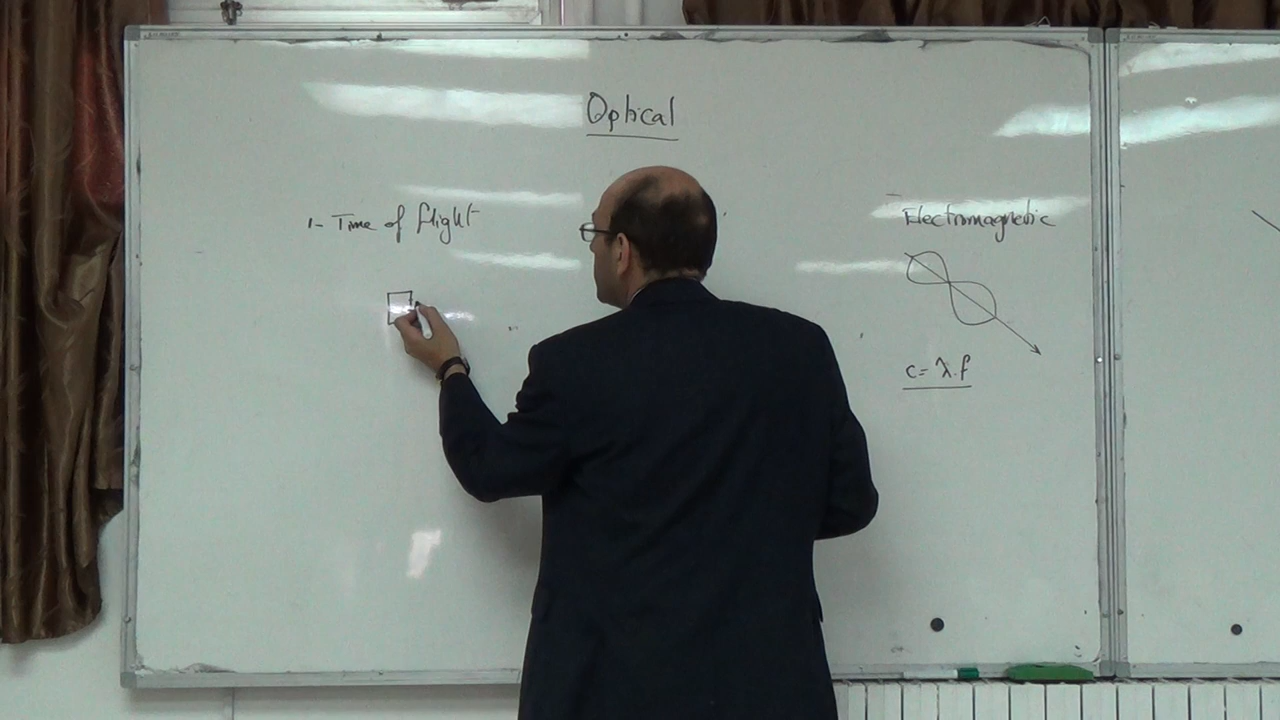 Optical
1- Time of flight
Electromagnetic
c = λ.f